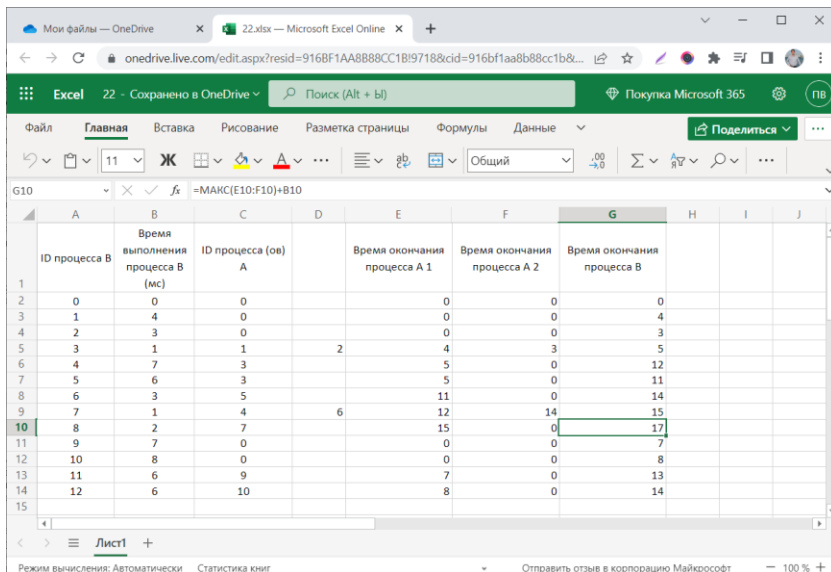 Мои файлы — OneDrive × 22.xlsx — Microsoft Excel Online × +
onedrive.live.com/edit.aspx?resid=916BF1AA8B88CC1B!9718&cid=916bf1aa8b88cc1b&...
Excel 22 - Сохранено в OneDrive Поиск (Alt + Ы) Покупка Microsoft 365 ПВ
Файл Главная Вставка Рисование Разметка страницы Формулы Данные Поделиться
11 Ж А ab Общий
G10 fx =МАКС(E10:F10)+B10
A B C D E F G H I J
Время
выполнения ID процесса (ов) Время окончания Время окончания Время окончания
ID процесса B процесса B A процесса A 1 процесса A 2 процесса B
1 (мс)
2 0 0 0 0 0 0
3 1 4 0 0 0 4
4 2 3 0 0 0 3
5 3 1 1 2 4 3 5
6 4 7 3 5 0 12
7 5 6 3 5 0 11
8 6 3 5 11 0 14
9 7 1 4 6 12 14 15
10 8 2 7 15 0 17
11 9 7 0 0 0 7
12 10 8 0 0 0 8
13 11 6 9 7 0 13
14 12 6 10 8 0 14
15
Лист1 +
Режим вычисления: Автоматически Статистика книг Отправить отзыв в корпорацию Майкрософт — 100 % +